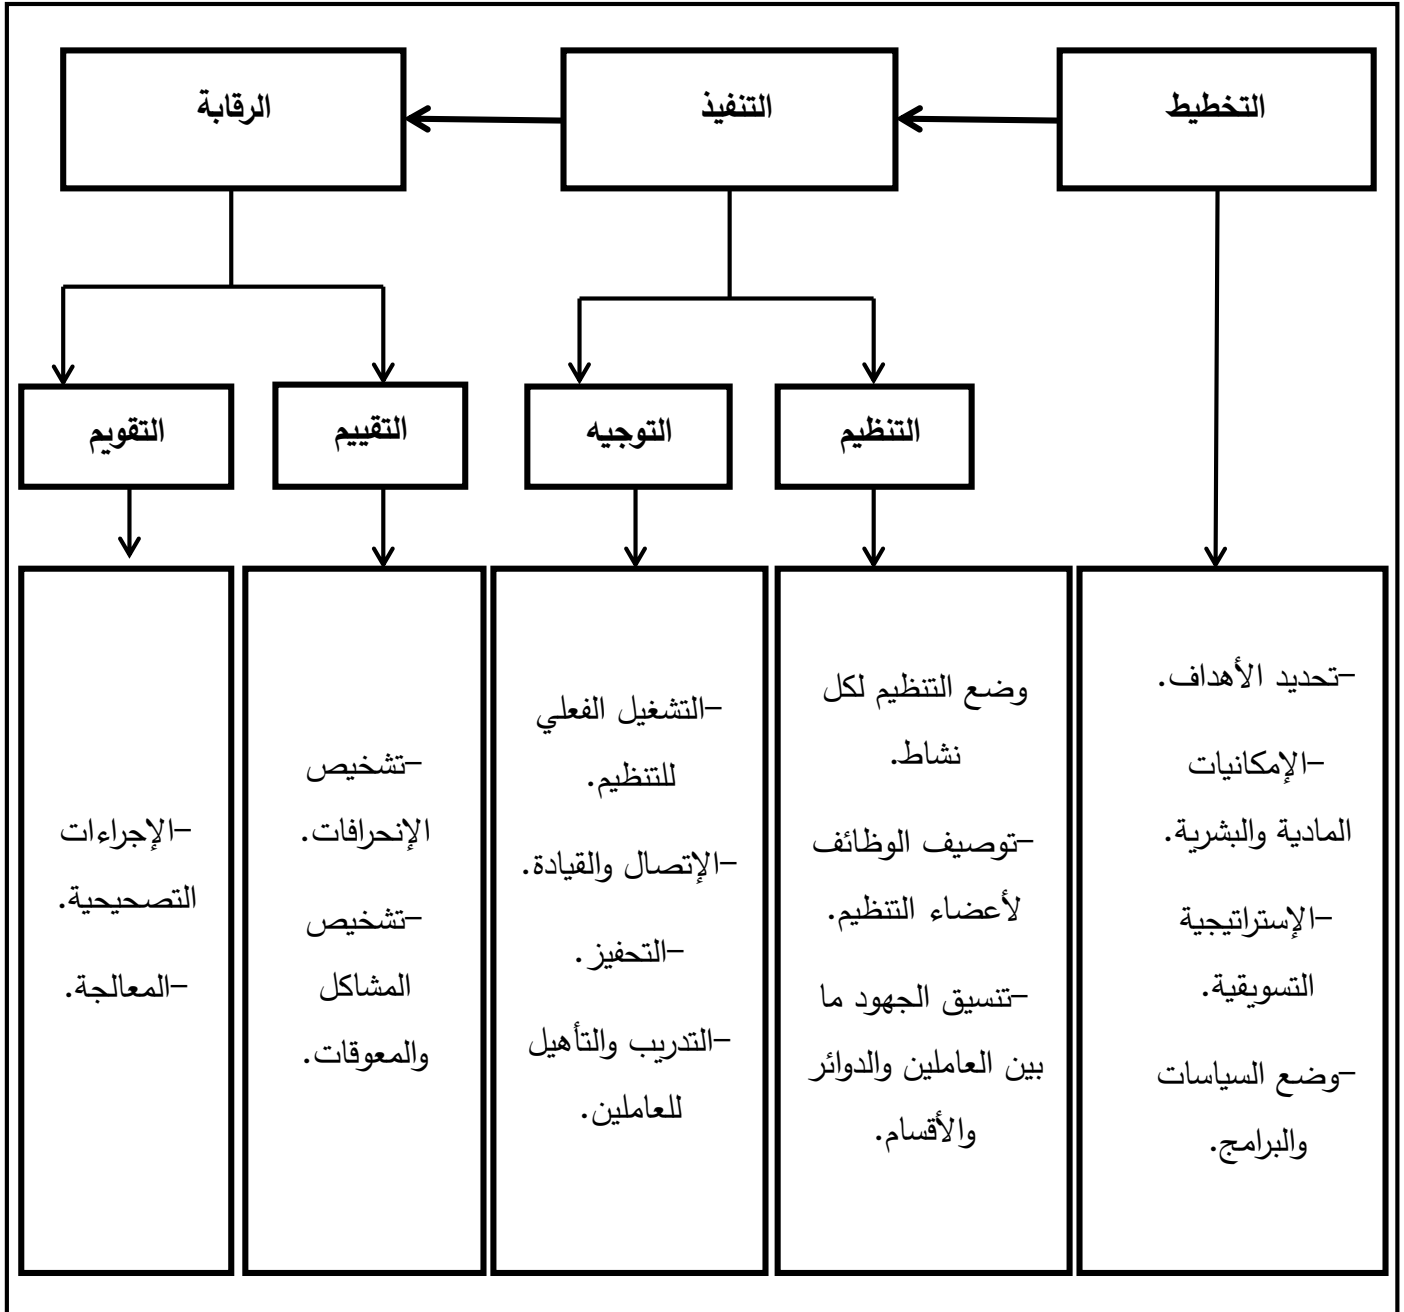 التخطيط
التنفيذ
الرقابة
التنظيم
التوجيه
التقييم
التقويم
-تحديد الأهداف.
-الإمكانيات
المادية والبشرية.
-الإستراتيجية
التسويقية.
-وضع السياسات
والبرامج.
وضع التنظيم لكل
نشاط.
-توصيف الوظائف
لأعضاء التنظيم.
-تنسيق الجهود ما
بين العاملين والدوائر
والأقسام.
-التشغيل الفعلي
للتنظيم.
-الإتصال والقيادة.
-التحفيز.
-التدريب والتأهيل
للعاملين.
-تشخيص
الإنحرافات.
-تشخيص
المشاكل
والمعوقات.
-الإجراءات
التصحيحية.
-المعالجة.